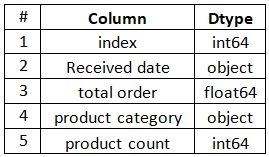 # Column Dtype
1 index int64
2 Received date object
3 total order float64
4 product category object
5 product count int64